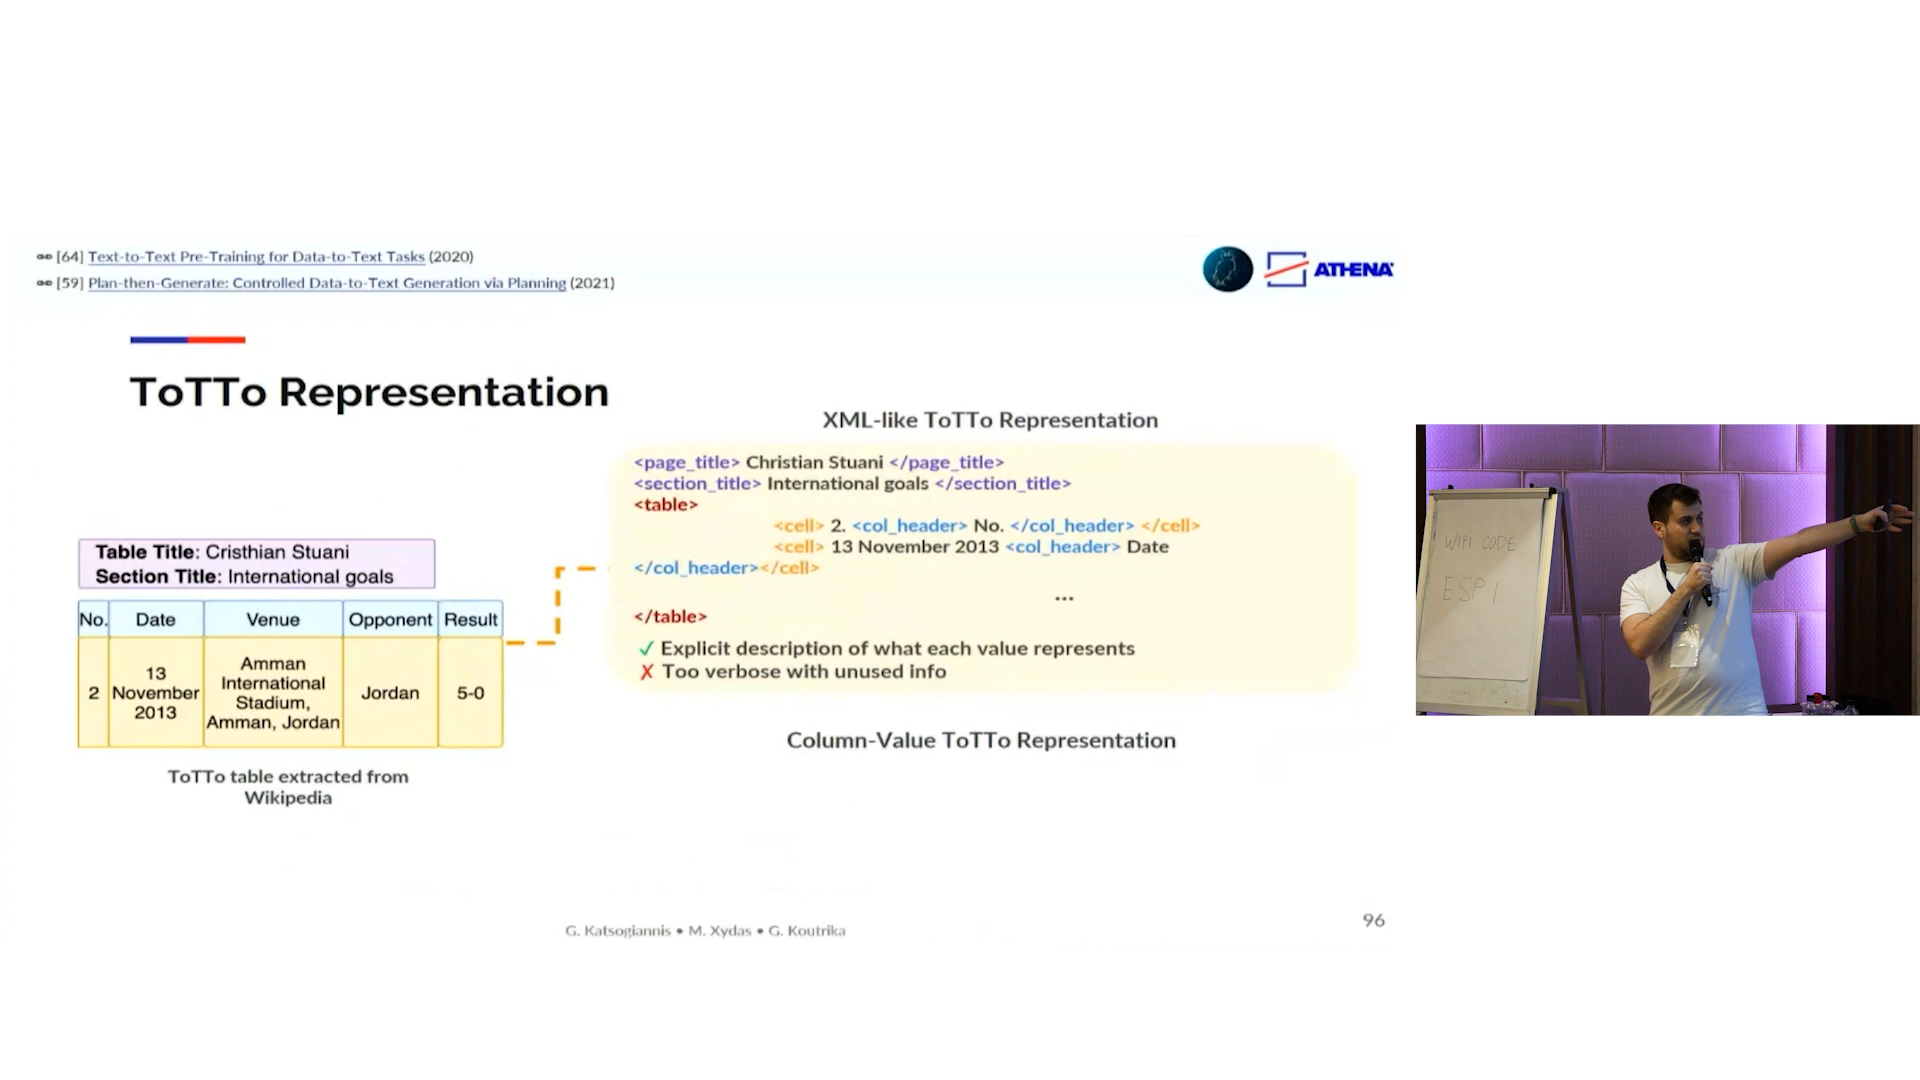 [64] Text-to-Text Pre-Training for Data-to-Text Tasks (2020)
[59] Plan-then-Generate: Controlled Data-to-Text Generation via Planning (2021)
ATHENA
ToTTo Representation
XML-like ToTTo Representation
<page_title> Christian Stuani </page_title>
<section_title> International goals </section_title>
<table>
<cell> 2. <col_header> No. </col_header> </cell>
<cell> 13 November 2013 <col_header> Date
</col_header></cell>
...
</table>
✓ Explicit description of what each value represents
✗ Too verbose with unused info
Column-Value ToTTo Representation
Table Title: Cristhian Stuani
Section Title: International goals
No. Date Venue Opponent Result
2 13 November 2013 Amman International Stadium, Amman, Jordan Jordan 5-0
ToTTo table extracted from
Wikipedia
G. Katsogiannis • M. Xydas • G. Koutrika
96
WIFI CODE
ESP1